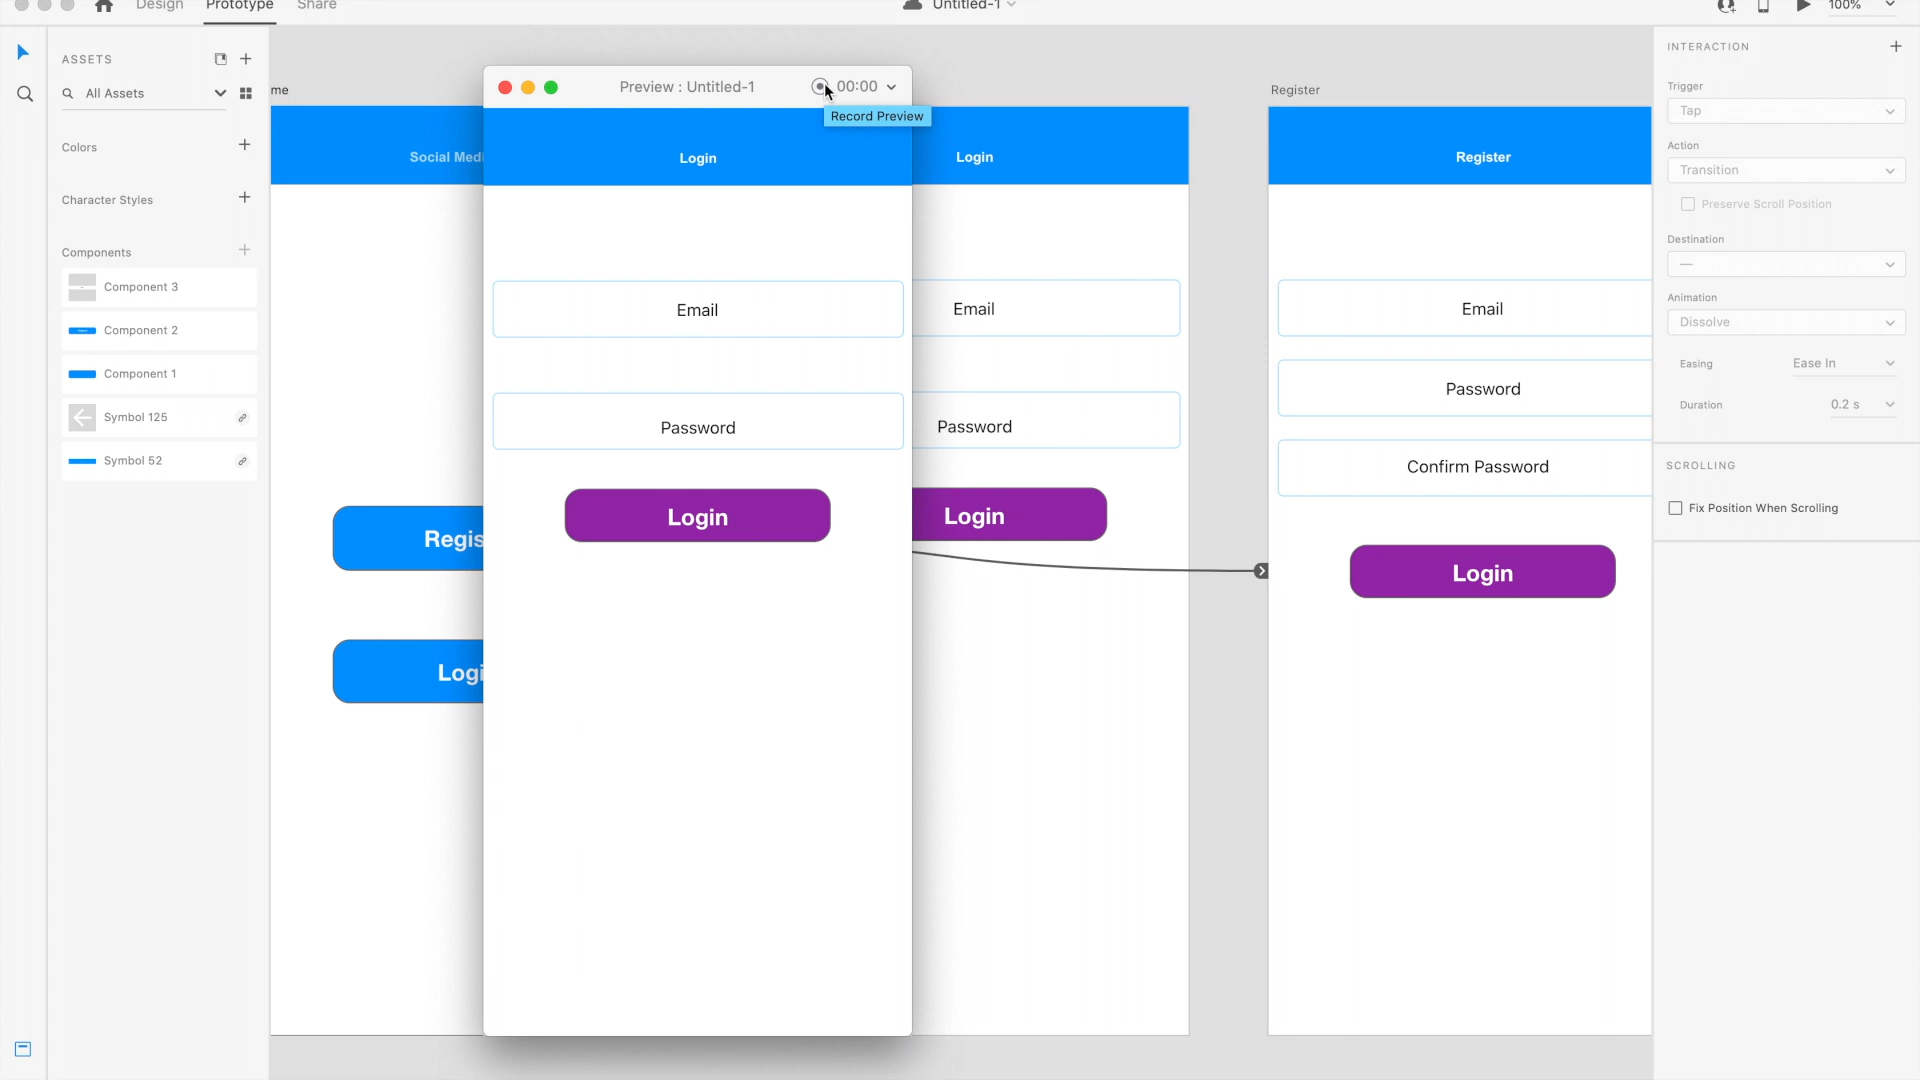 Design
Prototype
Share
Untitled-1
100%
ASSETS
All Assets
Colors
Character Styles
Components
Component 3
Component 2
Component 1
Symbol 125
Symbol 52
me
Social Medi
Regis
Logi
Preview : Untitled-1
00:00
Record Preview
Login
Email
Password
Login
Login
Email
Password
Login
Register
Register
Email
Password
Confirm Password
Login
INTERACTION
Trigger
Tap
Action
Transition
Preserve Scroll Position
Destination
—
Animation
Dissolve
Easing
Ease In
Duration
0.2 s
SCROLLING
Fix Position When Scrolling